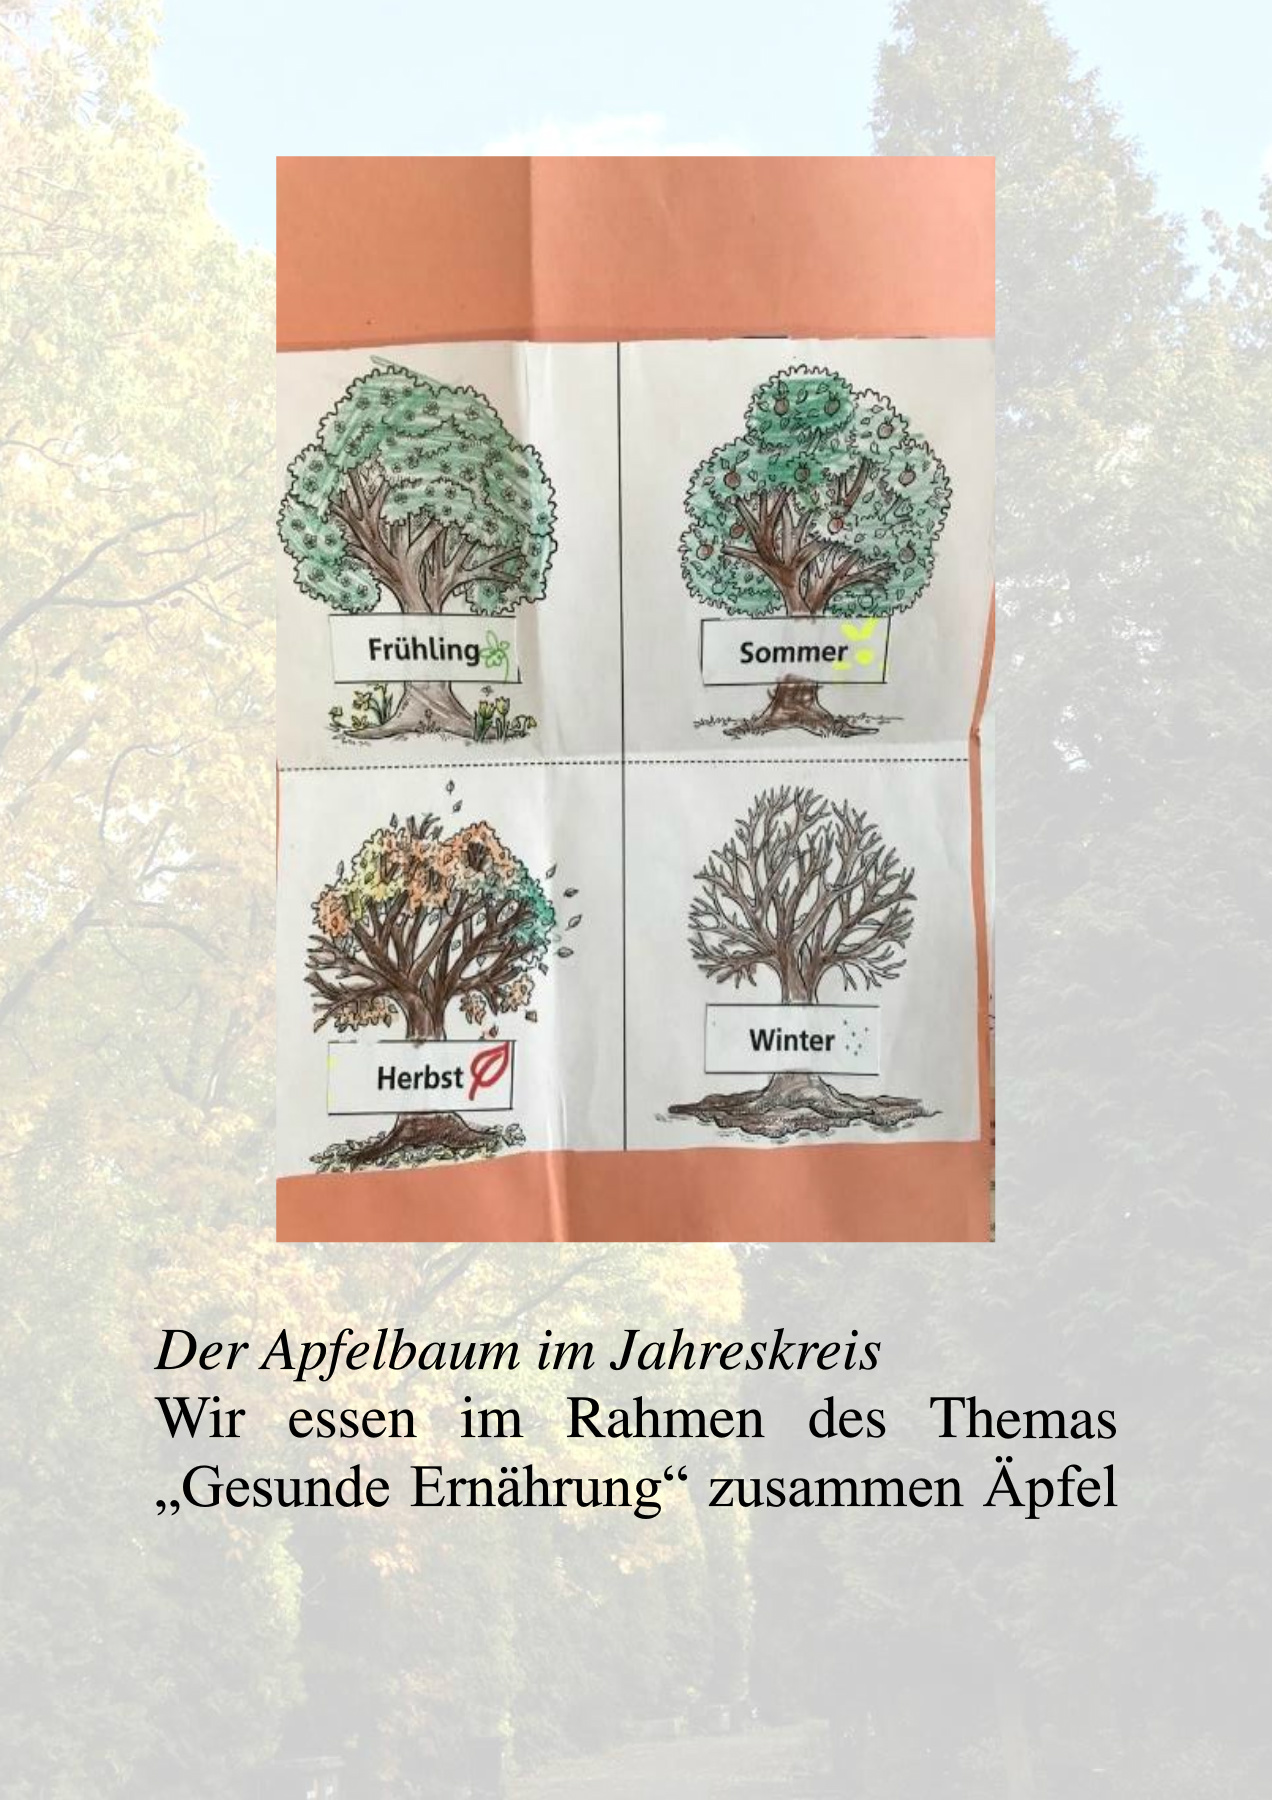 Frühling
Sommer
Herbst
Winter
Der Apfelbaum im Jahreskreis
Wir essen im Rahmen des Themas
„Gesunde Ernährung“ zusammen Äpfel